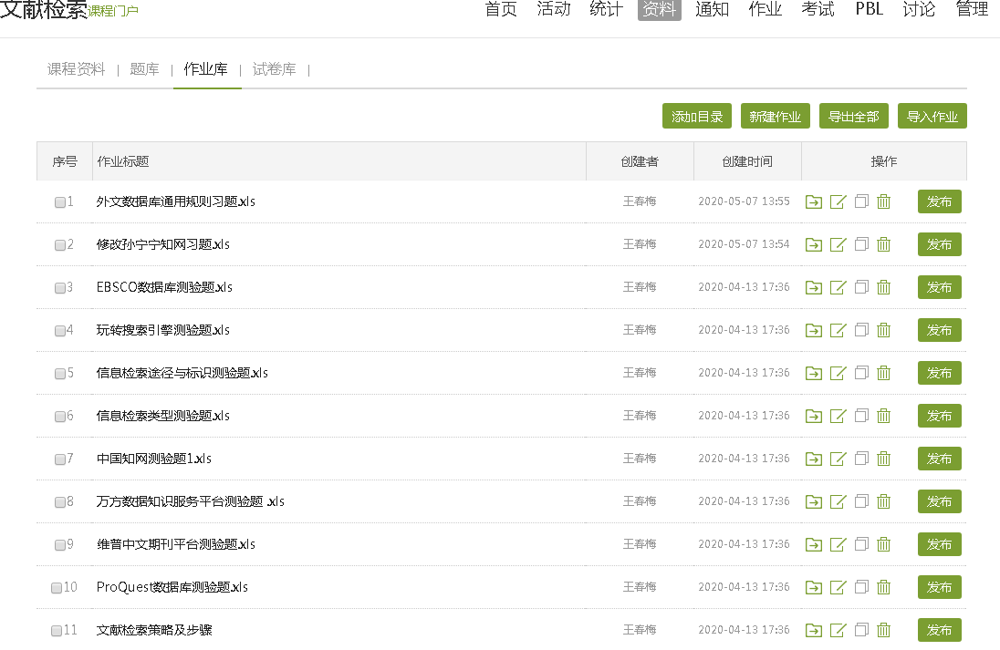 文献检索课程门户 首页 活动 统计 资料 通知 作业 考试 PBL 讨论 管理
课程资料 | 题库 | 作业库 | 试卷库 |
添加目录 新建作业 导出全部 导入作业
序号 作业标题 创建者 创建时间 操作
1 外文数据库通用规则习题.xls 王春梅 2020-05-07 13:55 发布
2 修改孙宁宁知网习题.xls 王春梅 2020-05-07 13:54 发布
3 EBSCO数据库测验题.xls 王春梅 2020-04-13 17:36 发布
4 玩转搜索引擎测验题.xls 王春梅 2020-04-13 17:36 发布
5 信息检索途径与标识测验题.xls 王春梅 2020-04-13 17:36 发布
6 信息检索类型测验题.xls 王春梅 2020-04-13 17:36 发布
7 中国知网测验题1.xls 王春梅 2020-04-13 17:36 发布
8 万方数据知识服务平台测验题 .xls 王春梅 2020-04-13 17:36 发布
9 维普中文期刊平台测验题.xls 王春梅 2020-04-13 17:36 发布
10 ProQuest数据库测验题.xls 王春梅 2020-04-13 17:36 发布
11 文献检索策略及步骤 王春梅 2020-04-13 17:36 发布